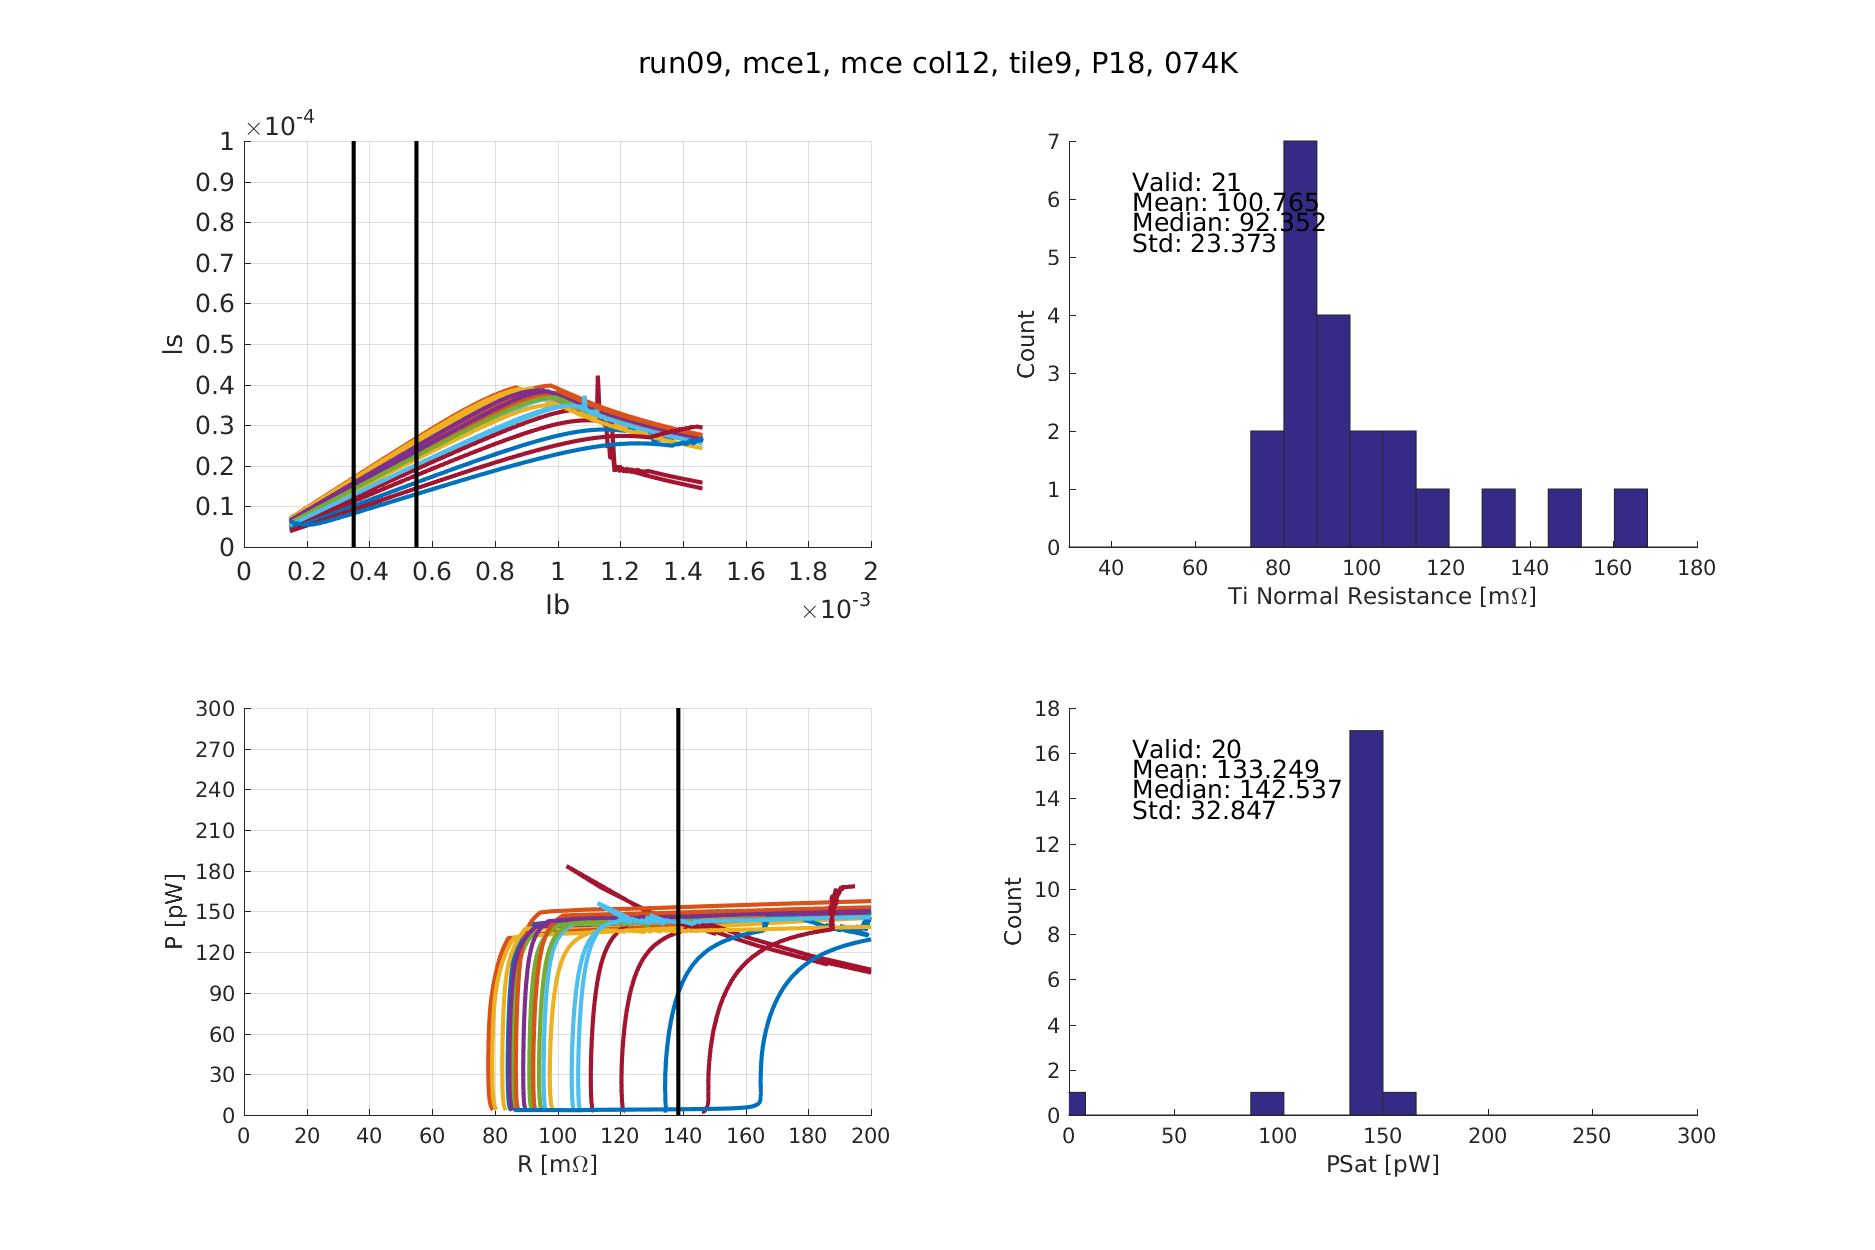 run09, mce1, mce col12, tile9, P18, 074K
×10-4
1
0.9
0.8
0.7
0.6
0.5
0.4
0.3
0.2
0.1
0
Is
0 0.2 0.4 0.6 0.8 1 1.2 1.4 1.6 1.8 2
Ib
×10-3
7
6
5
4
3
2
1
0
Count
Valid: 21
Mean: 100.765
Median: 92.352
Std: 23.373
40 60 80 100 120 140 160 180
Ti Normal Resistance [mΩ]
300
270
240
210
180
150
120
90
60
30
0
P [pW]
0 20 40 60 80 100 120 140 160 180 200
R [mΩ]
18
16
14
12
10
8
6
4
2
0
Count
Valid: 20
Mean: 133.249
Median: 142.537
Std: 32.847
0 50 100 150 200 250 300
PSat [pW]